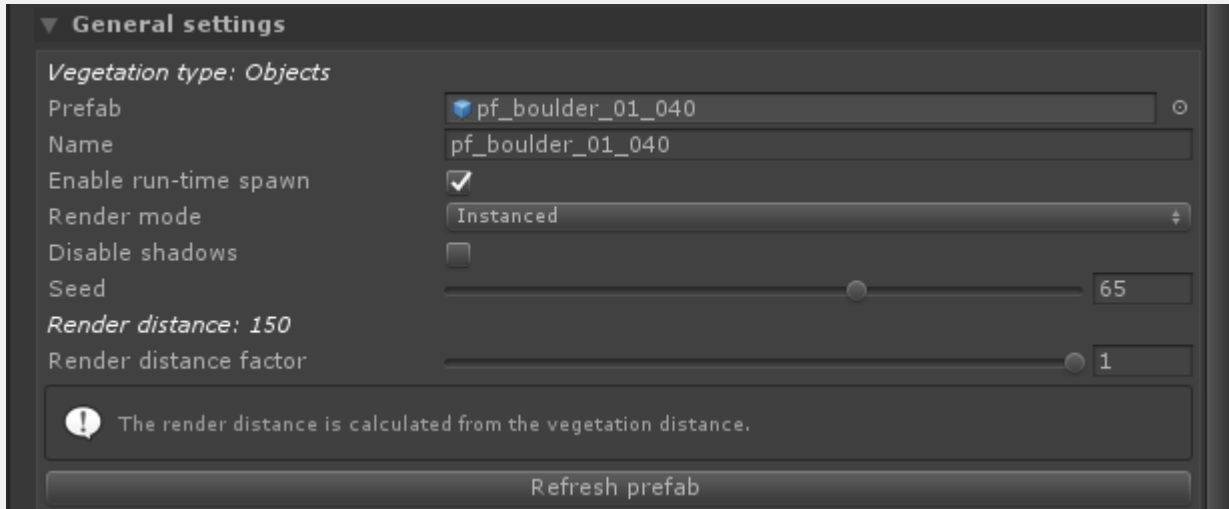 General settings
Vegetation type: Objects
Prefab pf_boulder_01_040
Name pf_boulder_01_040
Enable run-time spawn
Render mode Instanced
Disable shadows
Seed 65
Render distance: 150
Render distance factor 1
The render distance is calculated from the vegetation distance.
Refresh prefab